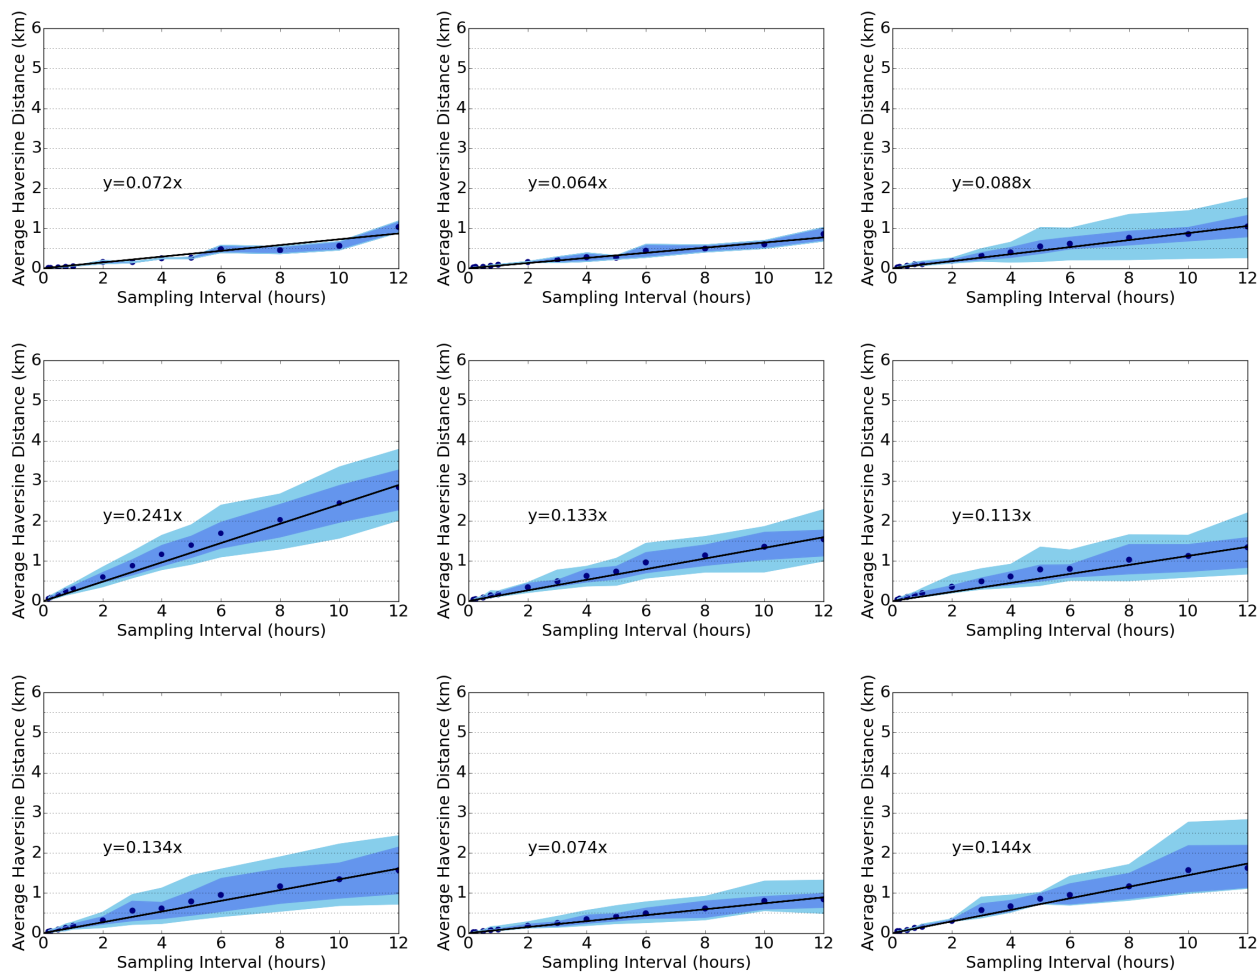 6
5
4
3
2
1
0
Average Haversine Distance (km)
y=0.072x
0 2 4 6 8 10 12
Sampling Interval (hours)
6
5
4
3
2
1
0
Average Haversine Distance (km)
y=0.064x
0 2 4 6 8 10 12
Sampling Interval (hours)
6
5
4
3
2
1
0
Average Haversine Distance (km)
y=0.088x
0 2 4 6 8 10 12
Sampling Interval (hours)
6
5
4
3
2
1
0
Average Haversine Distance (km)
y=0.241x
0 2 4 6 8 10 12
Sampling Interval (hours)
6
5
4
3
2
1
0
Average Haversine Distance (km)
y=0.133x
0 2 4 6 8 10 12
Sampling Interval (hours)
6
5
4
3
2
1
0
Average Haversine Distance (km)
y=0.113x
0 2 4 6 8 10 12
Sampling Interval (hours)
6
5
4
3
2
1
0
Average Haversine Distance (km)
y=0.134x
0 2 4 6 8 10 12
Sampling Interval (hours)
6
5
4
3
2
1
0
Average Haversine Distance (km)
y=0.074x
0 2 4 6 8 10 12
Sampling Interval (hours)
6
5
4
3
2
1
0
Average Haversine Distance (km)
y=0.144x
0 2 4 6 8 10 12
Sampling Interval (hours)